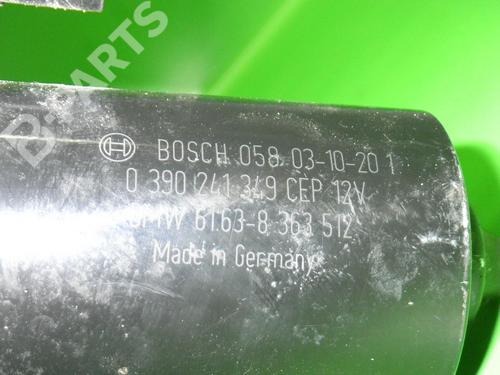 B-PARTS
BOSCH 058 03-10-20 1
0 390 241 349 CEP 12V
BMW 61.63-8 363 512
Made in Germany